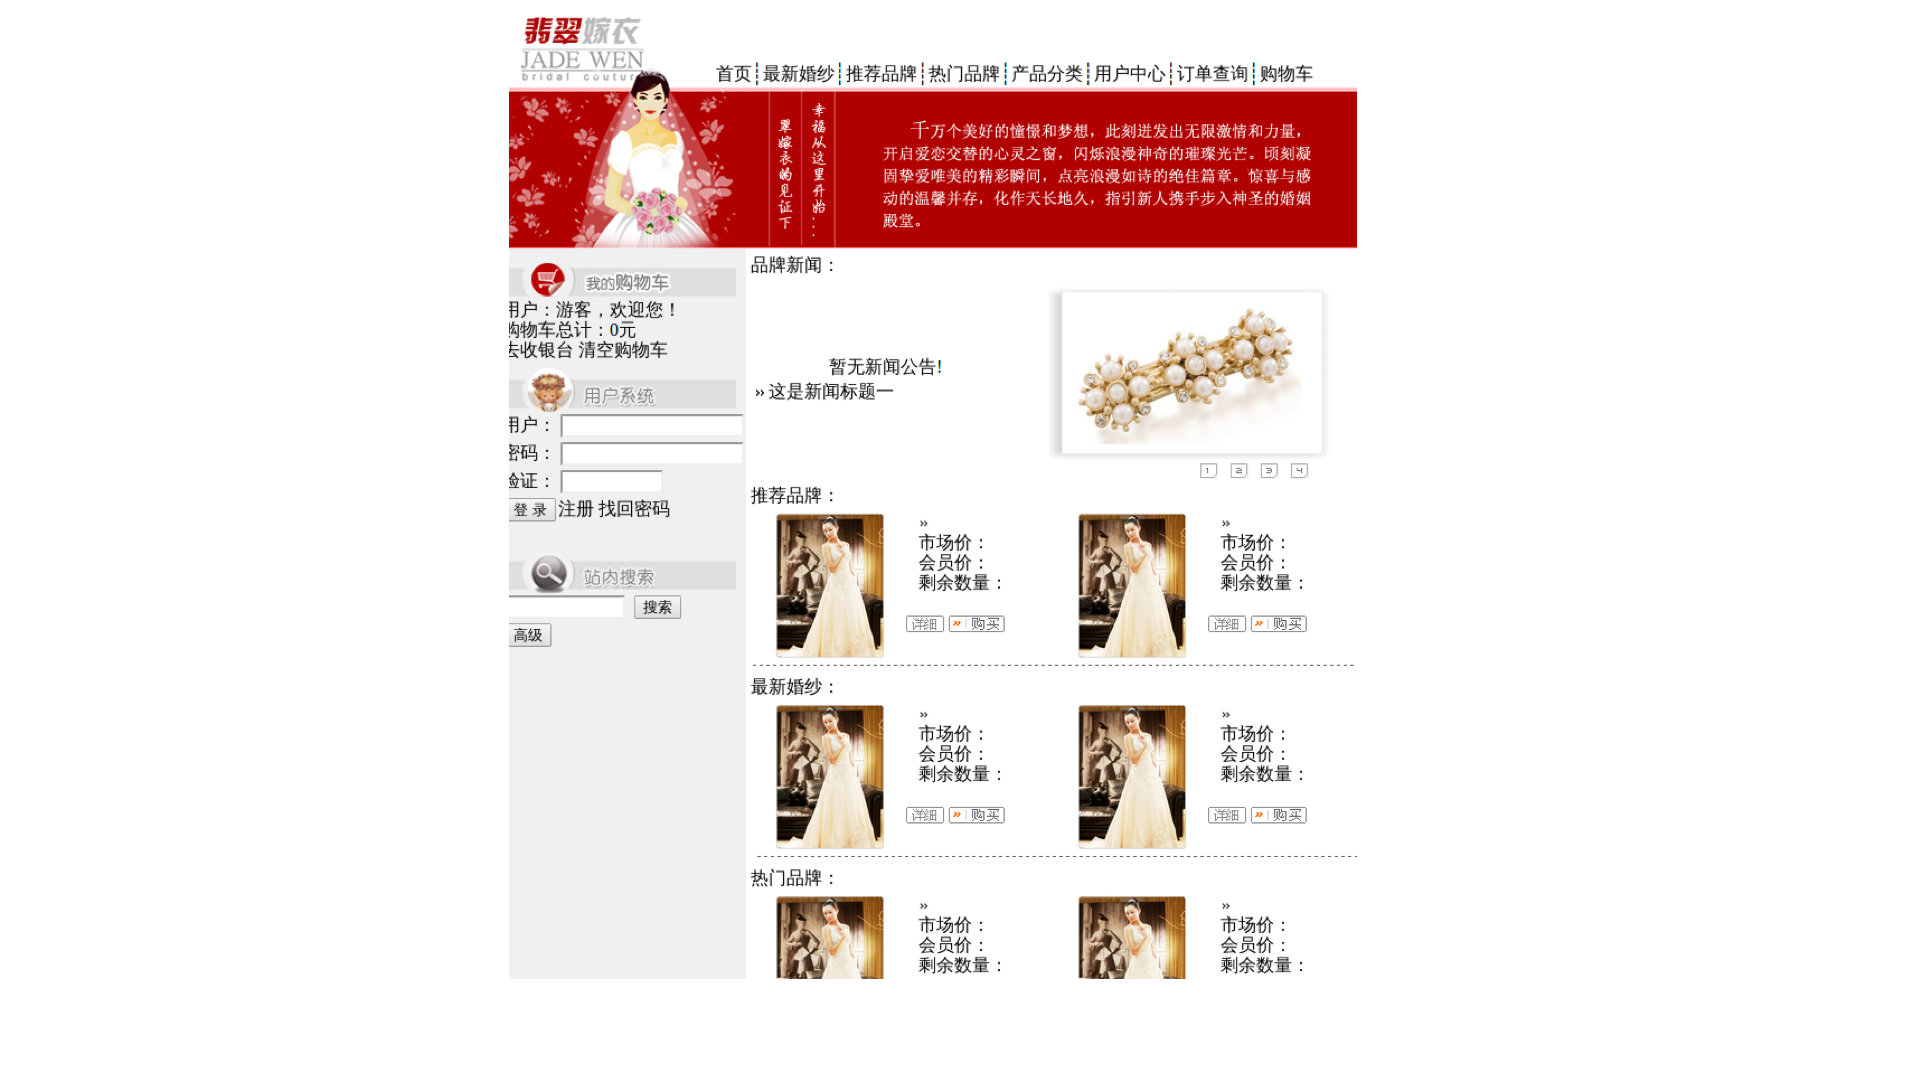 翡翠嫁衣
JADE WEN
bridal couture
首页 最新婚纱 推荐品牌 热门品牌 产品分类 用户中心 订单查询 购物车
幸福从这里开始...
翠嫁衣的见证下
千万个美好的憧憬和梦想，此刻迸发出无限激情和力量，
开启爱恋交替的心灵之窗，闪烁浪漫神奇的璀璨光芒。顷刻凝
固挚爱唯美的精彩瞬间，点亮浪漫如诗的绝佳篇章。惊喜与感
动的温馨并存，化作天长地久，指引新人携手步入神圣的婚姻
殿堂。
我的购物车
用户：游客，欢迎您！
购物车总计：0元
去收银台 清空购物车
用户系统
用户：
密码：
验证：
登 录 注册 找回密码
站内搜索
搜索
高级
品牌新闻：
暂无新闻公告!
›› 这是新闻标题一
1 2 3 4
推荐品牌：
››
市场价：
会员价：
剩余数量：
详细 ›› 购买
››
市场价：
会员价：
剩余数量：
详细 ›› 购买
最新婚纱：
››
市场价：
会员价：
剩余数量：
详细 ›› 购买
››
市场价：
会员价：
剩余数量：
详细 ›› 购买
热门品牌：
››
市场价：
会员价：
剩余数量：
››
市场价：
会员价：
剩余数量：